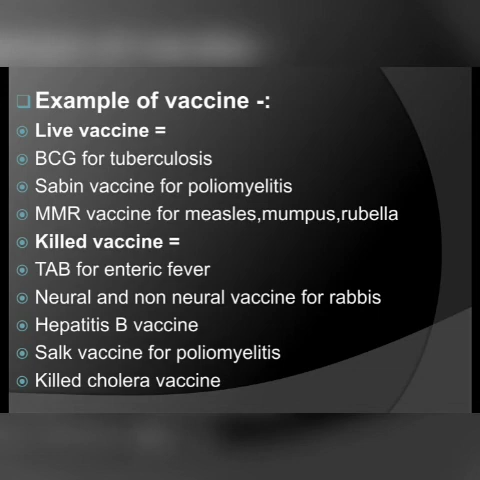 Example of vaccine -:
Live vaccine =
BCG for tuberculosis
Sabin vaccine for poliomyelitis
MMR vaccine for measles,mumpus,rubella
Killed vaccine =
TAB for enteric fever
Neural and non neural vaccine for rabbis
Hepatitis B vaccine
Salk vaccine for poliomyelitis
Killed cholera vaccine